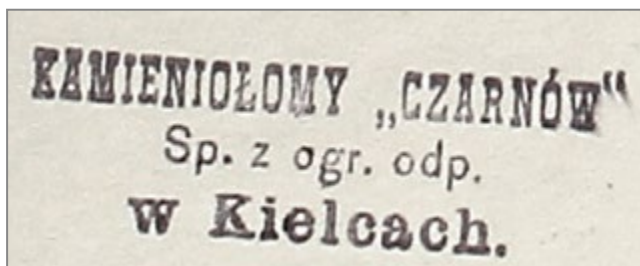 KAMIENIOŁOMY „CZARNÓW“
Sp. z ogr. odp.
w Kielcach.